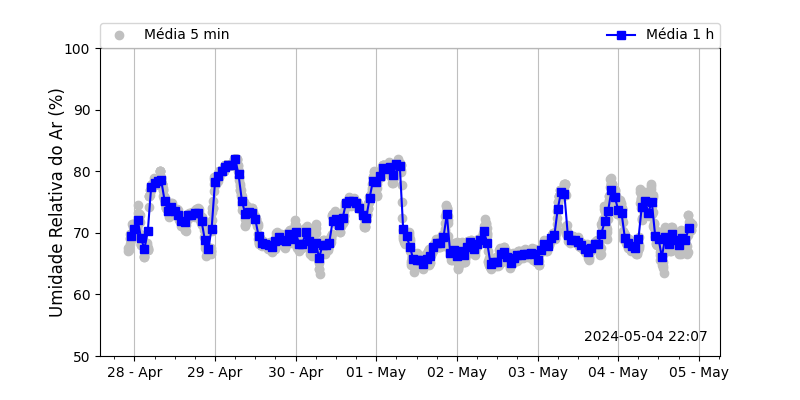 Média 5 min
Média 1 h
Umidade Relativa do Ar (%)
100
90
80
70
60
50
2024-05-04 22:07
28 - Apr
29 - Apr
30 - Apr
01 - May
02 - May
03 - May
04 - May
05 - May